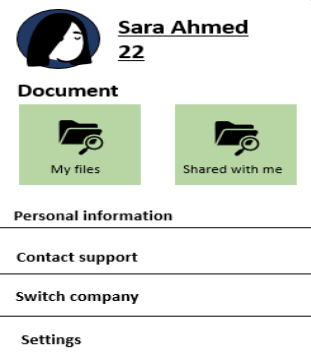 Sara Ahmed
22
Document
My files
Shared with me
Personal information
Contact support
Switch company
Settings